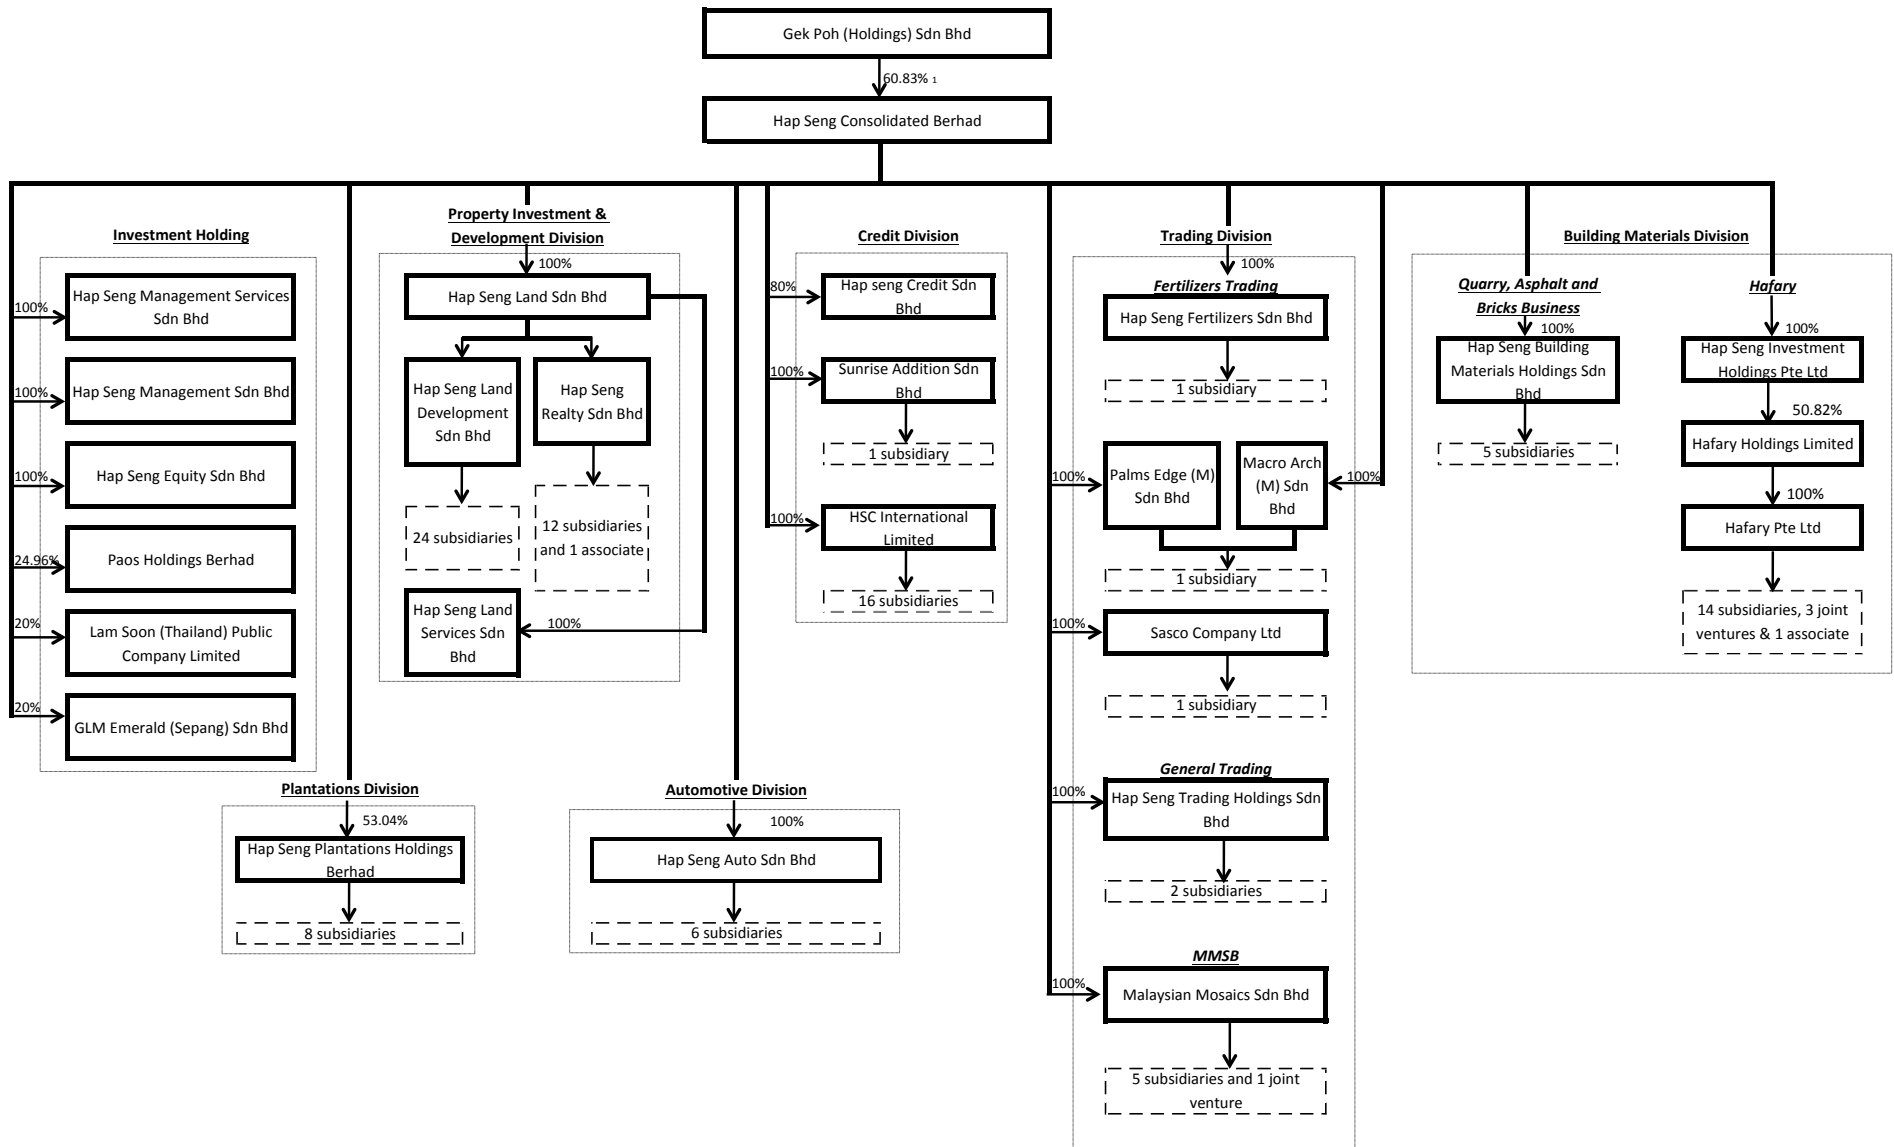 Gek Poh (Holdings) Sdn Bhd
60.83% 1
Hap Seng Consolidated Berhad
Investment Holding
100%
Hap Seng Management Services
Sdn Bhd
100%
Hap Seng Management Sdn Bhd
100%
Hap Seng Equity Sdn Bhd
24.96%
Paos Holdings Berhad
20%
Lam Soon (Thailand) Public
Company Limited
20%
GLM Emerald (Sepang) Sdn Bhd
Plantations Division
53.04%
Hap Seng Plantations Holdings
Berhad
8 subsidiaries
Property Investment &
Development Division
100%
Hap Seng Land Sdn Bhd
Hap Seng Land
Development
Sdn Bhd
24 subsidiaries
Hap Seng
Realty Sdn Bhd
12 subsidiaries
and 1 associate
Hap Seng Land
Services Sdn
Bhd
100%
Automotive Division
100%
Hap Seng Auto Sdn Bhd
6 subsidiaries
Credit Division
80%
Hap seng Credit Sdn
Bhd
100%
Sunrise Addition Sdn
Bhd
1 subsidiary
100%
HSC International
Limited
16 subsidiaries
Trading Division
100%
Fertilizers Trading
Hap Seng Fertilizers Sdn Bhd
1 subsidiary
100%
Palms Edge (M)
Sdn Bhd
Macro Arch
(M) Sdn
Bhd
100%
1 subsidiary
100%
Sasco Company Ltd
1 subsidiary
General Trading
100%
Hap Seng Trading Holdings Sdn
Bhd
2 subsidiaries
MMSB
100%
Malaysian Mosaics Sdn Bhd
5 subsidiaries and 1 joint
venture
Building Materials Division
Quarry, Asphalt and
Bricks Business
100%
Hap Seng Building
Materials Holdings Sdn
Bhd
5 subsidiaries
Hafary
100%
Hap Seng Investment
Holdings Pte Ltd
50.82%
Hafary Holdings Limited
100%
Hafary Pte Ltd
14 subsidiaries, 3 joint
ventures & 1 associate